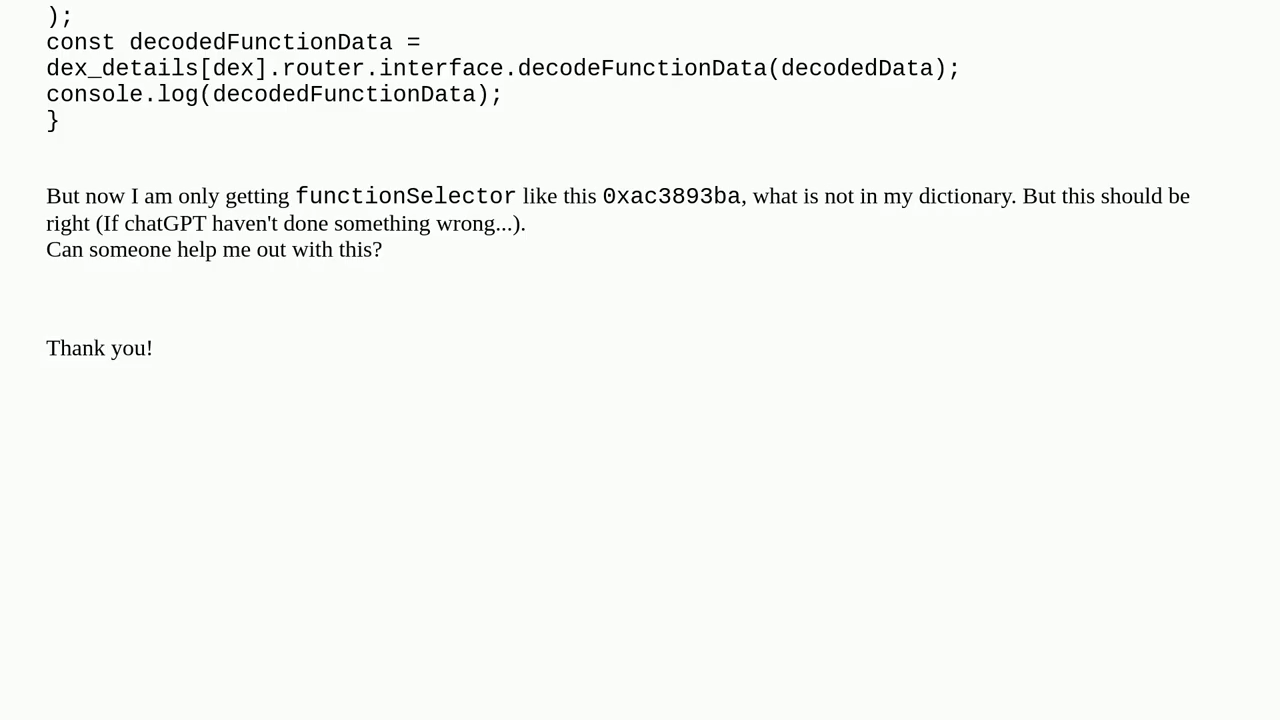 );
const decodedFunctionData =
dex_details[dex].router.interface.decodeFunctionData(decodedData);
console.log(decodedFunctionData);
}
But now I am only getting functionSelector like this 0xac3893ba, what is not in my dictionary. But this should be
right (If chatGPT haven't done something wrong...).
Can someone help me out with this?
Thank you!